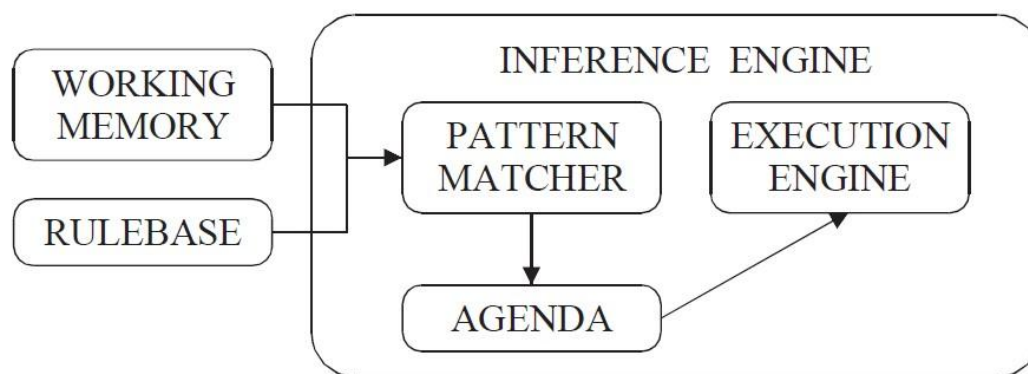 INFERENCE ENGINE
WORKING
MEMORY
RULEBASE
PATTERN
MATCHER
EXECUTION
ENGINE
AGENDA